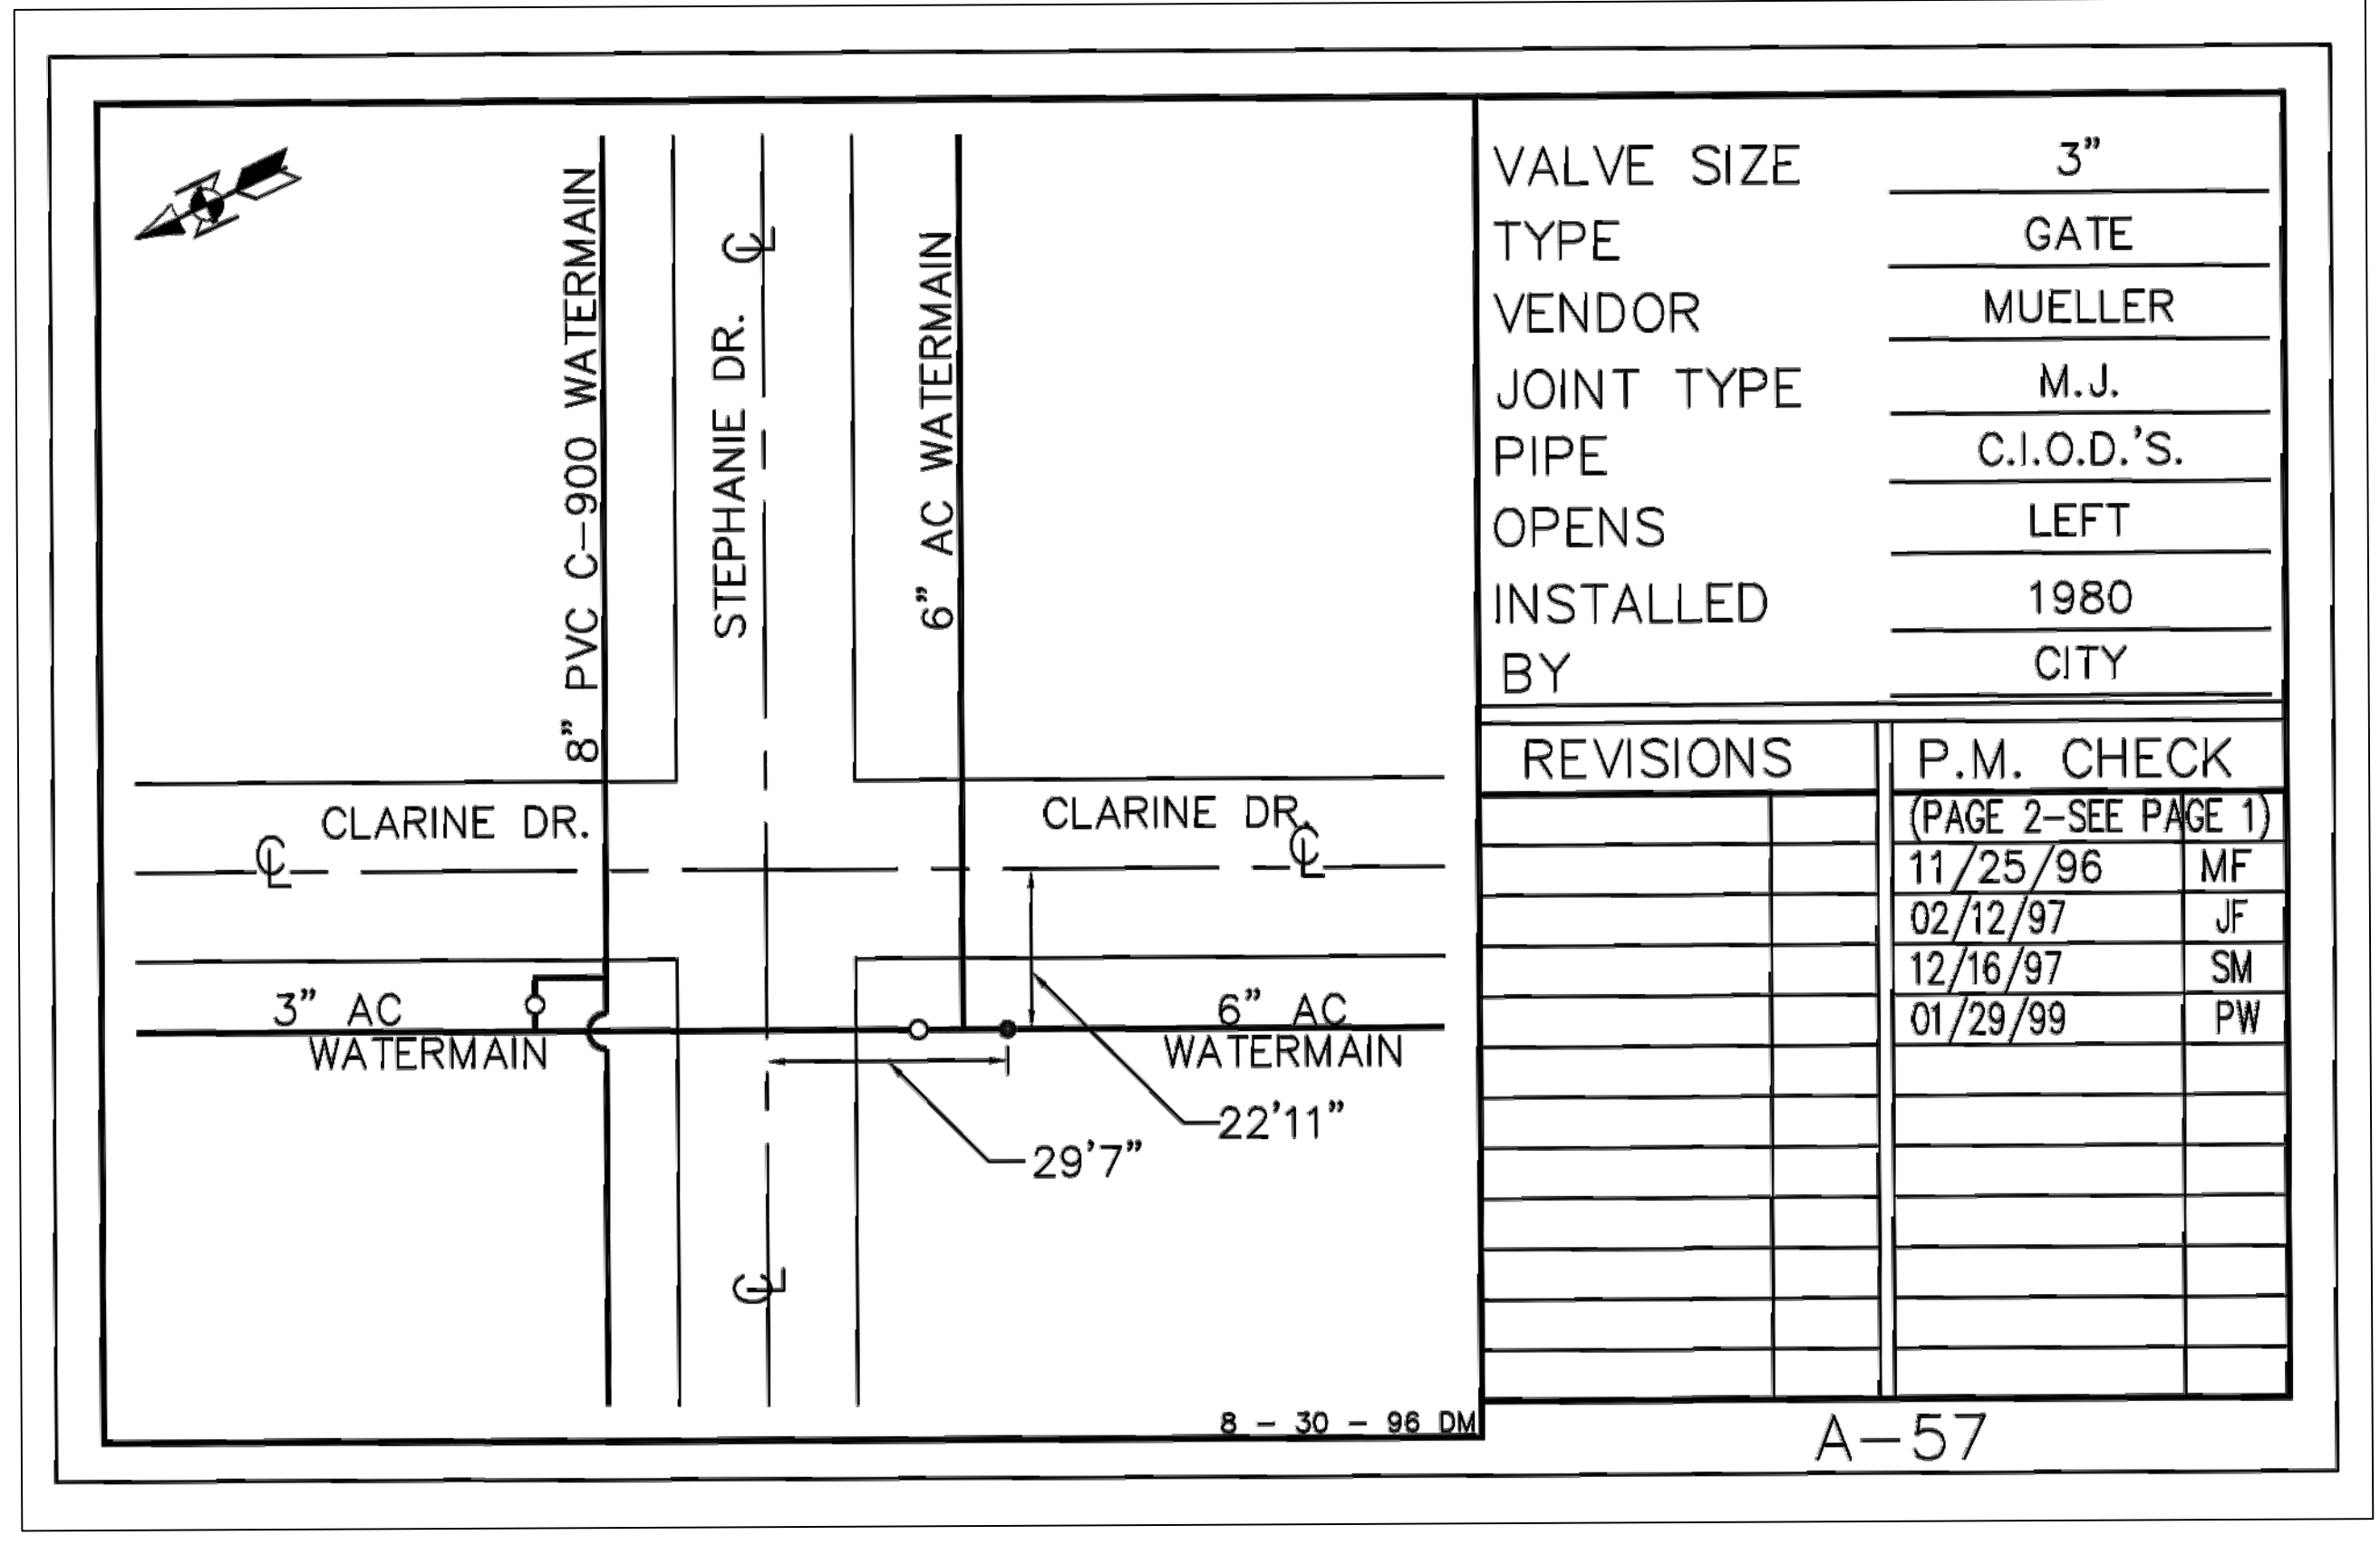 8" PVC C-900 WATERMAIN
STEPHANIE DR. ℄
6" AC WATERMAIN
CLARINE DR.
℄
CLARINE DR.
℄
3" AC
WATERMAIN
6" AC
WATERMAIN
22'11"
29'7"
℄
8 - 30 - 96 DM
VALVE SIZE 3"
TYPE GATE
VENDOR MUELLER
JOINT TYPE M.J.
PIPE C.I.O.D.'S.
OPENS LEFT
INSTALLED 1980
BY CITY
REVISIONS P.M. CHECK
(PAGE 2-SEE PAGE 1)
11/25/96 MF
02/12/97 JF
12/16/97 SM
01/29/99 PW
A-57